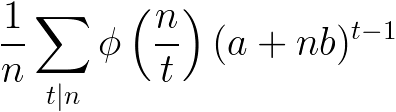 \frac{1}{n} \sum_{t|n} \phi \left( \frac{n}{t} \right) (a + nb)^{t-1}